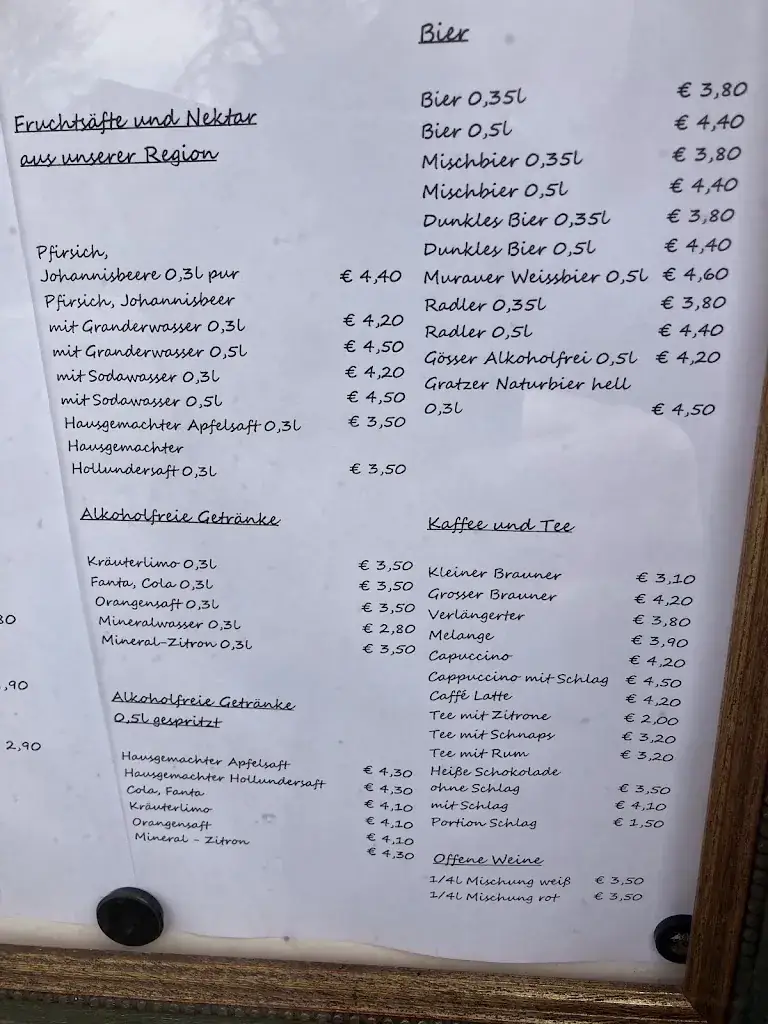 80
,90
2,90
Fruchtsäfte und Nektar
aus unserer Region
Pfirsich,
Johannisbeere 0,3l pur € 4,40
Pfirsich, Johannisbeer
mit Granderwasser 0,3l € 4,20
mit Granderwasser 0,5l € 4,50
mit Sodawasser 0,3l € 4,20
mit Sodawasser 0,5l € 4,50
Hausgemachter Apfelsaft 0,3l € 3,50
Hausgemachter
Hollundersaft 0,3l € 3,50
Alkoholfreie Getränke
Kräuterlimo 0,3l € 3,50
Fanta, Cola 0,3l € 3,50
Orangensaft 0,3l € 3,50
Mineralwasser 0,3l € 2,80
Mineral-Zitron 0,3l € 3,50
Alkoholfreie Getränke
0,5l gespritzt
Hausgemachter Apfelsaft € 4,30
Hausgemachter Hollundersaft € 4,30
Cola, Fanta € 4,10
Kräuterlimo € 4,10
Orangensaft € 4,10
Mineral - Zitron € 4,30
Bier
Bier 0,35l € 3,80
Bier 0,5l € 4,40
Mischbier 0,35l € 3,80
Mischbier 0,5l € 4,40
Dunkles Bier 0,35l € 3,80
Dunkles Bier 0,5l € 4,40
Murauer Weissbier 0,5l € 4,60
Radler 0,35l € 3,80
Radler 0,5l € 4,40
Gösser Alkoholfrei 0,5l € 4,20
Gratzer Naturbier hell
0,3l € 4,50
Kaffee und Tee
Kleiner Brauner € 3,10
Grosser Brauner € 4,20
Verlängerter € 3,80
Melange € 3,90
Capuccino € 4,20
Cappuccino mit Schlag € 4,50
Caffé Latte € 4,20
Tee mit Zitrone € 2,00
Tee mit Schnaps € 3,20
Tee mit Rum € 3,20
Heiße Schokolade
ohne Schlag € 3,50
mit Schlag € 4,10
Portion Schlag € 1,50
Offene Weine
1/4l Mischung weiß € 3,50
1/4l Mischung rot € 3,50